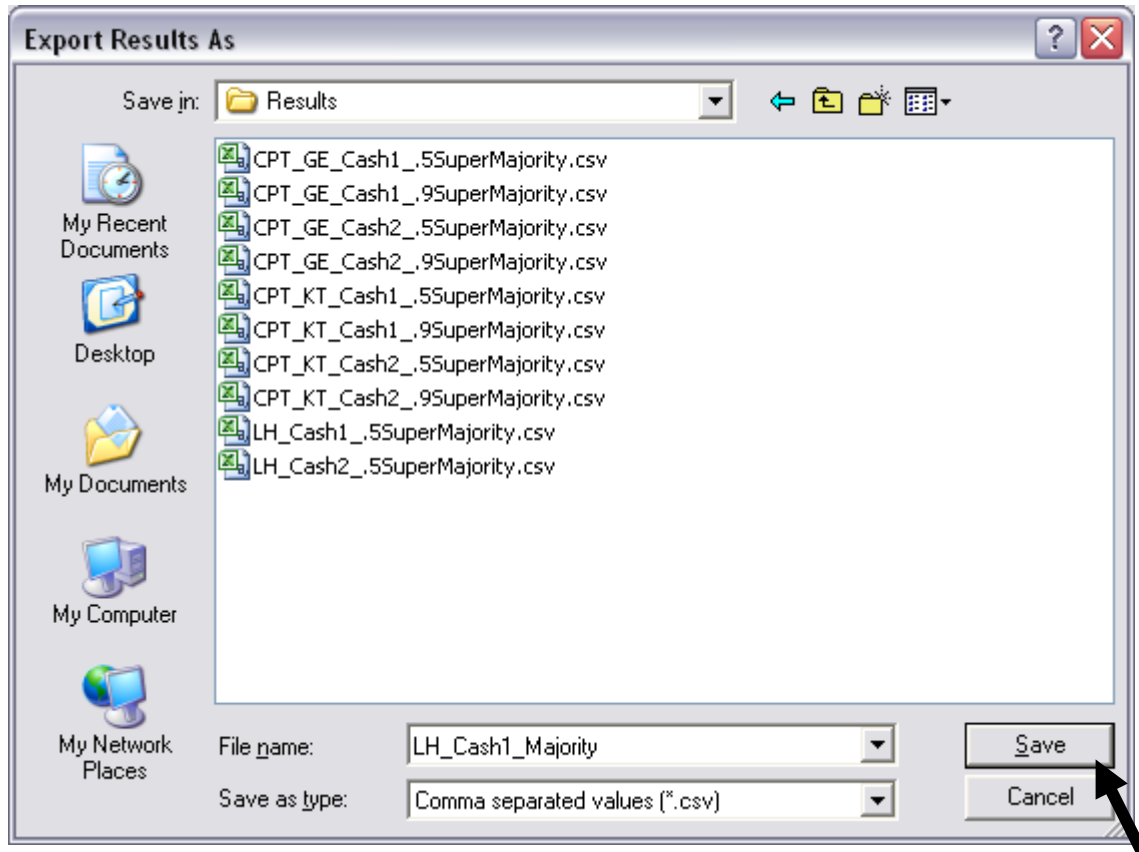 Export Results As
Save in:
Results
CPT_GE_Cash1_.5SuperMajority.csv
CPT_GE_Cash1_.9SuperMajority.csv
CPT_GE_Cash2_.5SuperMajority.csv
CPT_GE_Cash2_.9SuperMajority.csv
CPT_KT_Cash1_.5SuperMajority.csv
CPT_KT_Cash1_.9SuperMajority.csv
CPT_KT_Cash2_.5SuperMajority.csv
CPT_KT_Cash2_.9SuperMajority.csv
LH_Cash1_.5SuperMajority.csv
LH_Cash2_.5SuperMajority.csv
My Recent
Documents
Desktop
My Documents
My Computer
My Network
Places
File name:
LH_Cash1_Majority
Save
Save as type:
Comma separated values (*.csv)
Cancel